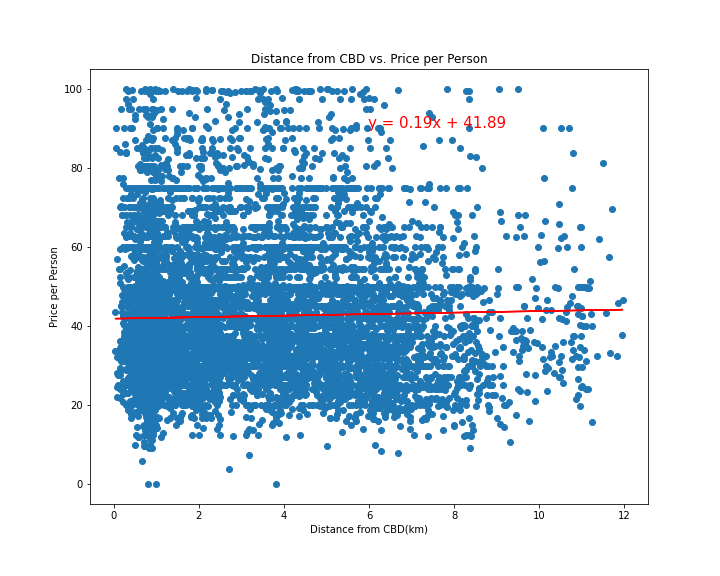 Distance from CBD vs. Price per Person
100
80
60
40
20
0
Price per Person
y = 0.19x + 41.89
0 2 4 6 8 10 12
Distance from CBD(km)